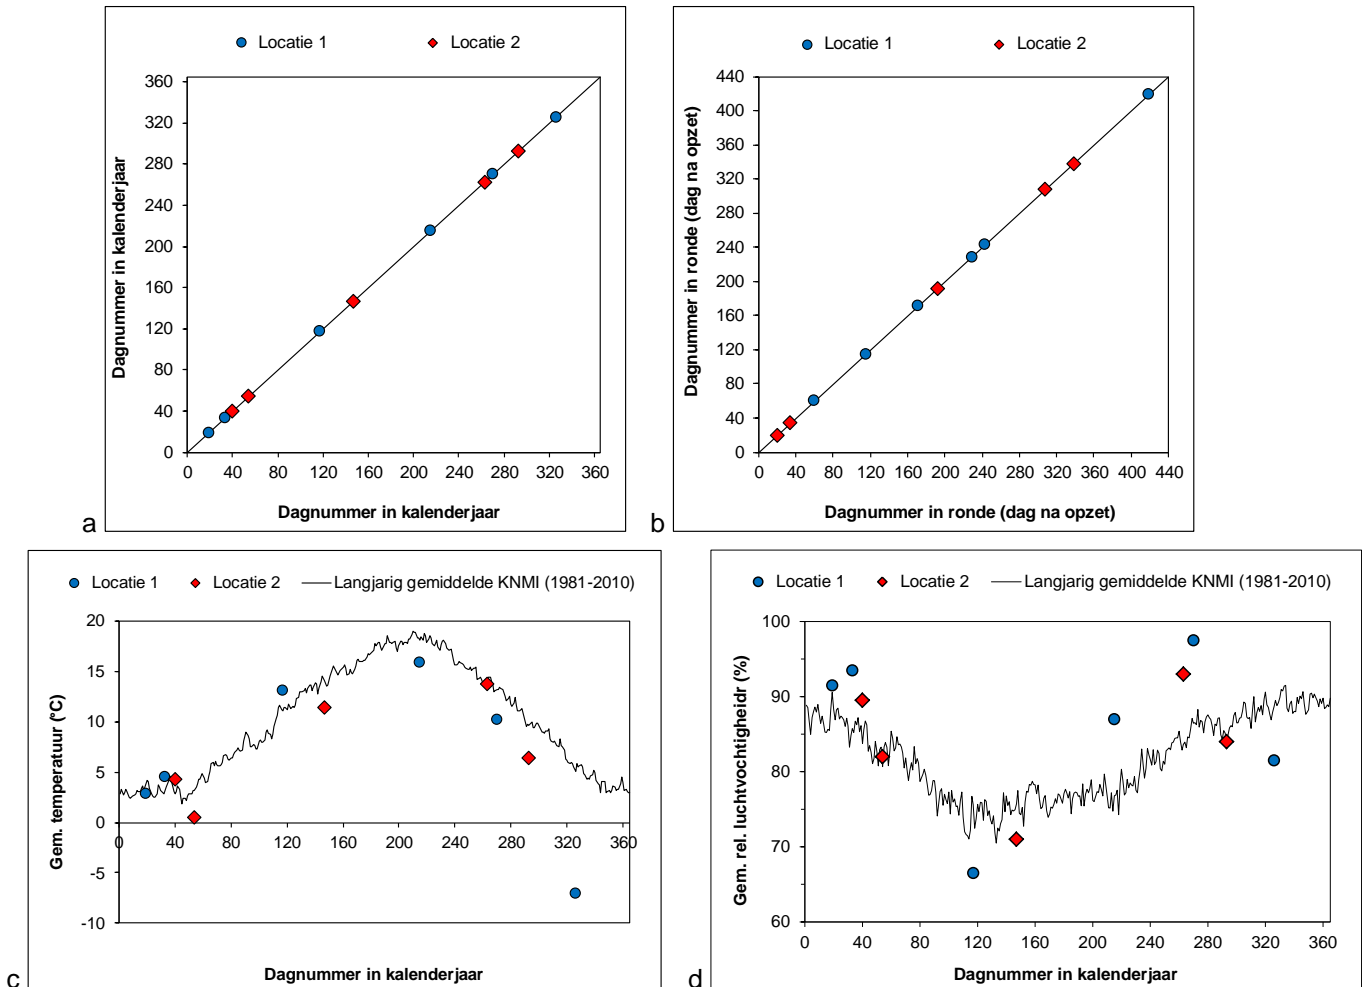 Locatie 1 Locatie 2
360
320
280
240
200
160
120
80
40
0
0 40 80 120 160 200 240 280 320 360
Dagnummer in kalenderjaar
Dagnummer in kalenderjaar
a
Locatie 1 Locatie 2
440
400
360
320
280
240
200
160
120
80
40
0
0 40 80 120 160 200 240 280 320 360 400 440
Dagnummer in ronde (dag na opzet)
Dagnummer in ronde (dag na opzet)
b
Locatie 1 Locatie 2 Langjarig gemiddelde KNMI (1981-2010)
20
15
10
5
0
-5
-10
0 40 80 120 160 200 240 280 320 360
Gem. temperatuur (°C)
Dagnummer in kalenderjaar
c
Locatie 1 Locatie 2 Langjarig gemiddelde KNMI (1981-2010)
100
90
80
70
60
0 40 80 120 160 200 240 280 320 360
Gem. rel. luchtvochtigheidr (%)
Dagnummer in kalenderjaar
d